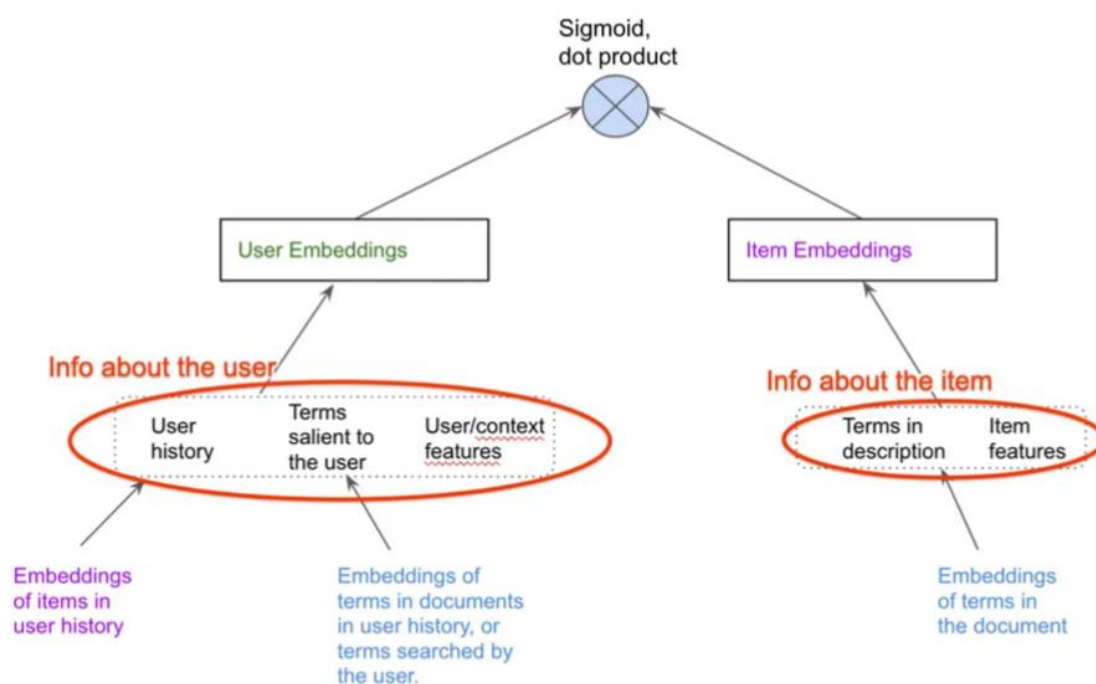 Sigmoid,
dot product
User Embeddings
Item Embeddings
Info about the user
Info about the item
User
history
Terms
salient to
the user
User/context
features
Terms in
description
Item
features
Embeddings
of items in
user history
Embeddings of
terms in documents
in user history, or
terms searched by
the user.
Embeddings
of terms in
the document